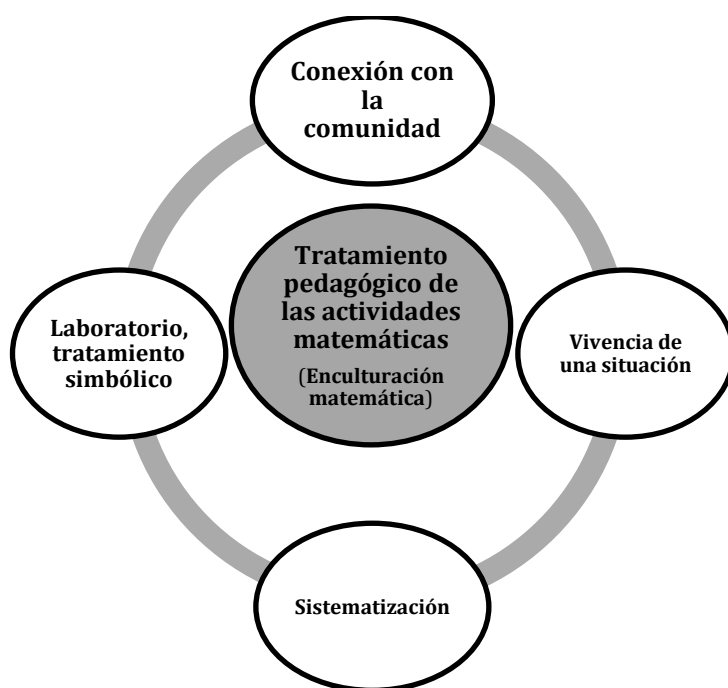 Conexión con
la
comunidad
Tratamiento
pedagógico de
las actividades
matemáticas
(Enculturación
matemática)
Laboratorio,
tratamiento
simbólico
Vivencia de
una situación
Sistematización